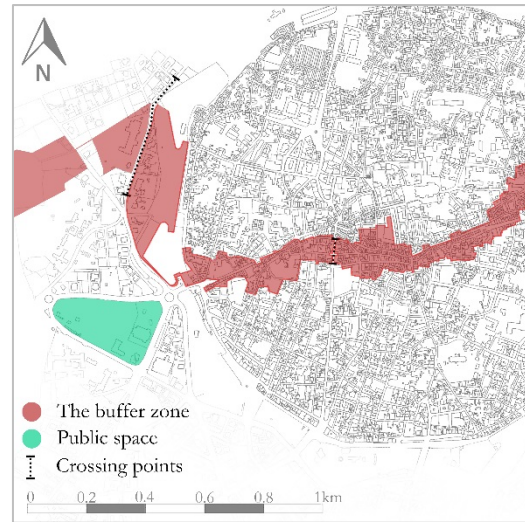 N
The buffer zone
Public space
Crossing points
0 0.2 0.4 0.6 0.8 1km